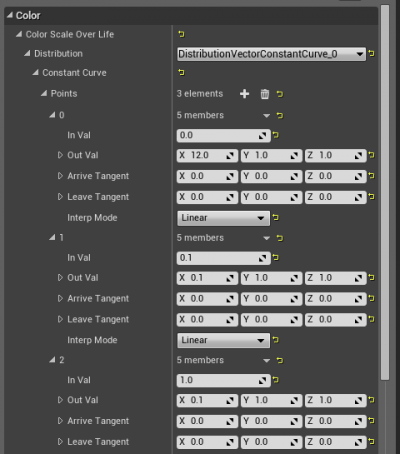 Color
Color Scale Over Life
Distribution DistributionVectorConstantCurve_0
Constant Curve
Points 3 elements
0 5 members
In Val 0.0
Out Val X 12.0 Y 1.0 Z 1.0
Arrive Tangent X 0.0 Y 0.0 Z 0.0
Leave Tangent X 0.0 Y 0.0 Z 0.0
Interp Mode Linear
1 5 members
In Val 0.1
Out Val X 0.1 Y 1.0 Z 1.0
Arrive Tangent X 0.0 Y 0.0 Z 0.0
Leave Tangent X 0.0 Y 0.0 Z 0.0
Interp Mode Linear
2 5 members
In Val 1.0
Out Val X 0.1 Y 1.0 Z 1.0
Arrive Tangent X 0.0 Y 0.0 Z 0.0
Leave Tangent X 0.0 Y 0.0 Z 0.0